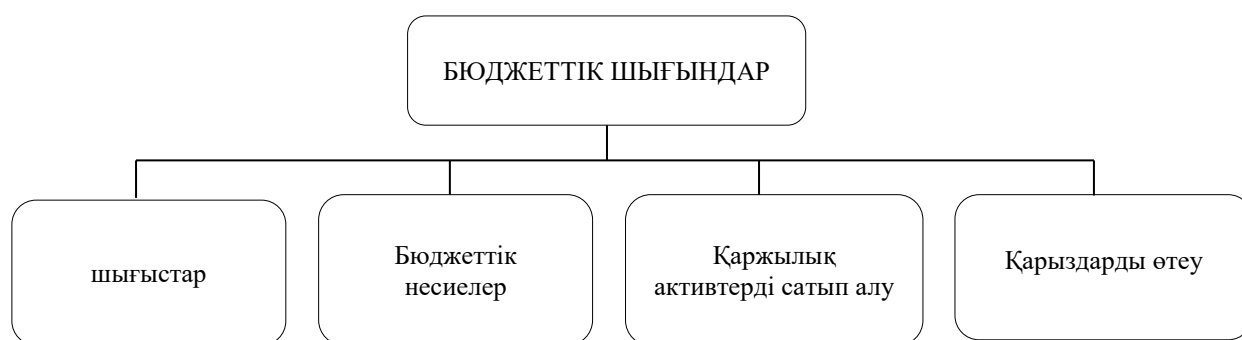 БЮДЖЕТТІК ШЫҒЫНДАР
шығыстар
Бюджеттік
несиелер
Қаржылық
активтерді сатып алу
Қарыздарды өтеу